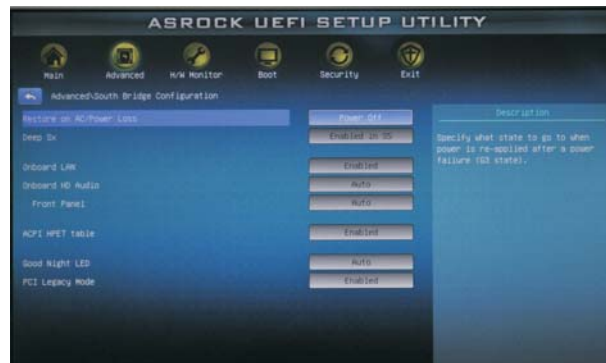 ASROCK UEFI SETUP UTILITY
Main Advanced H/W Monitor Boot Security Exit
Advanced\South Bridge Configuration
Restore on AC/Power Loss Power Off
Deep Sx Enabled in S5
Onboard LAN Enabled
Onboard HD Audio Auto
Front Panel Auto
ACPI HPET table Enabled
Good Night LED Auto
PCI Legacy Mode Enabled
Description
Specify what state to go to when
power is re-applied after a power
failure (G3 state).